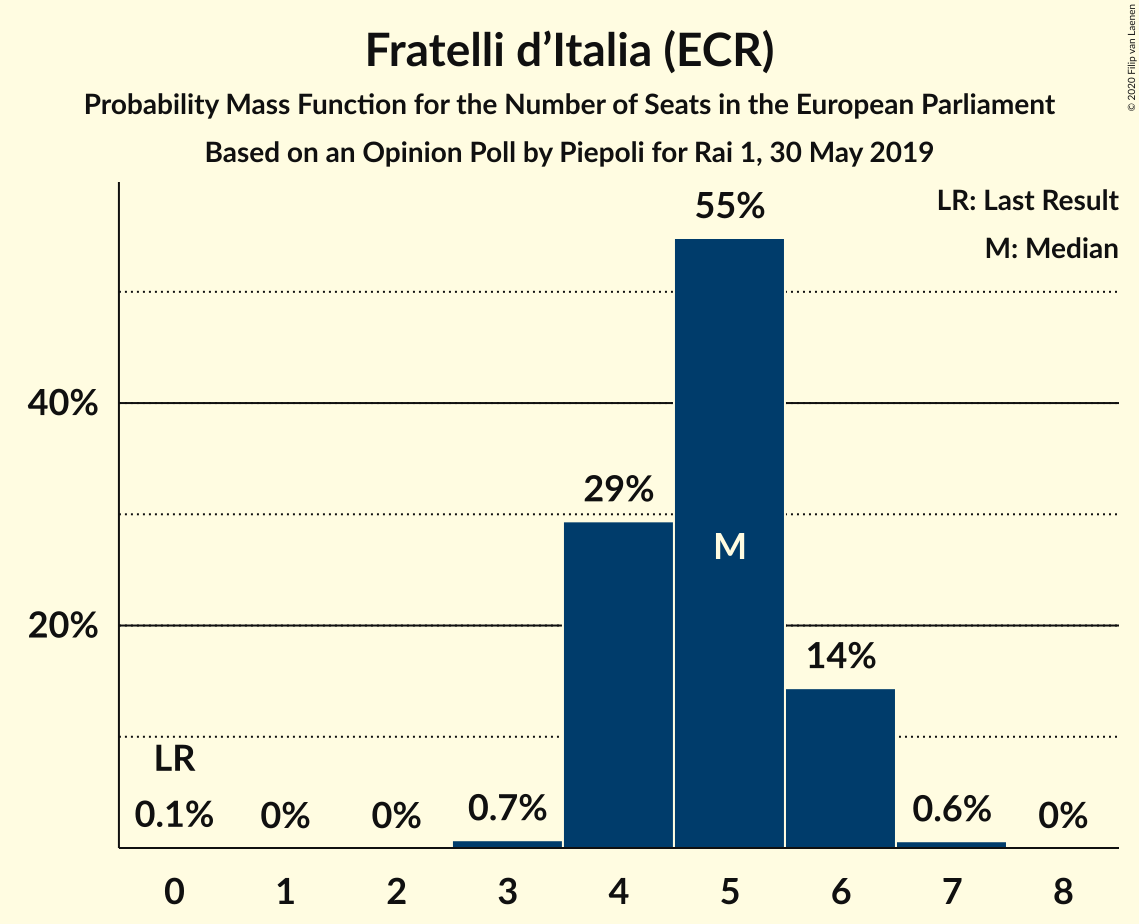 Fratelli d’Italia (ECR)
Probability Mass Function for the Number of Seats in the European Parliament
Based on an Opinion Poll by Piepoli for Rai 1, 30 May 2019
© 2020 Filip van Laenen
LR: Last Result
M: Median
55%
40%
29%
M
20%
14%
LR
0.1% 0% 0% 0.7% 0.6% 0%
0 1 2 3 4 5 6 7 8